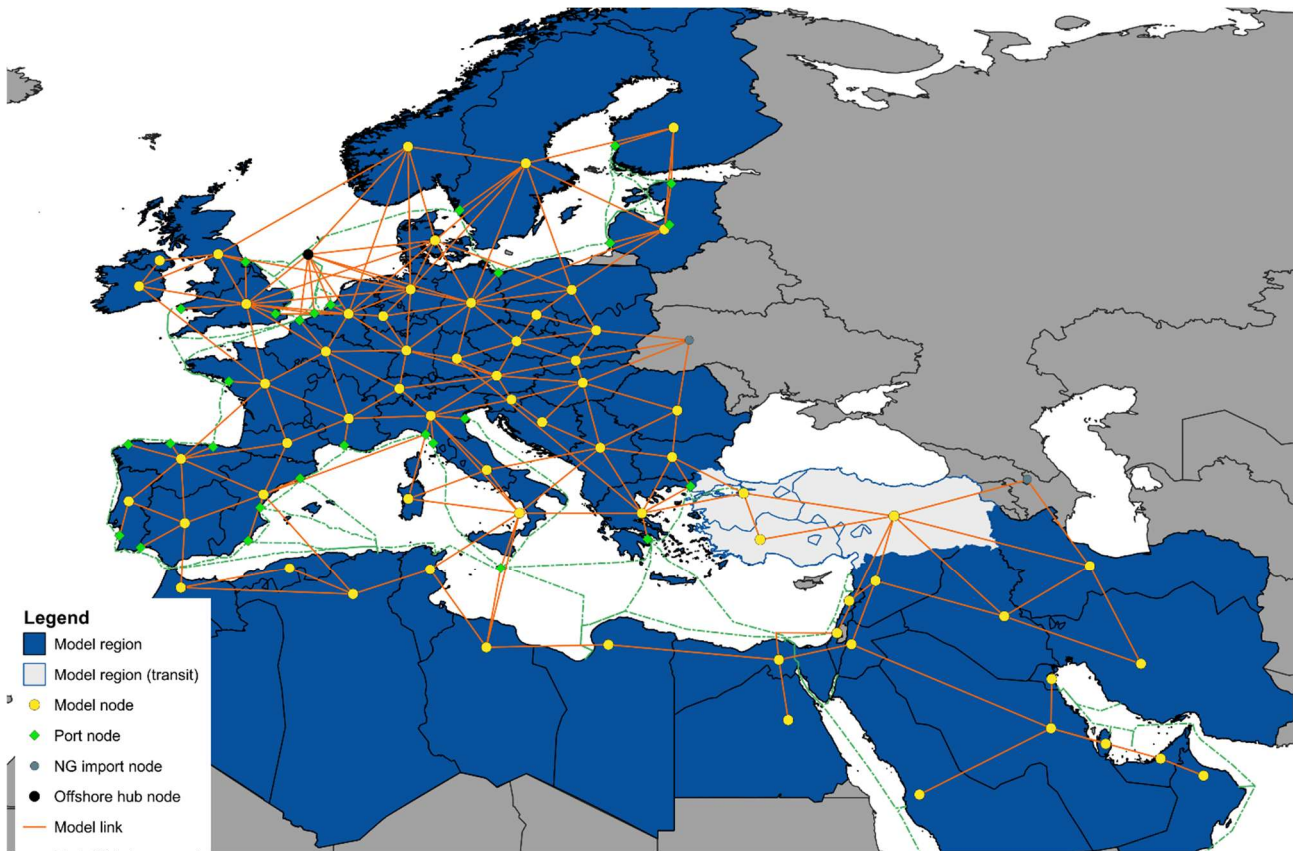 Legend
Model region
Model region (transit)
Model node
Port node
NG import node
Offshore hub node
Model link